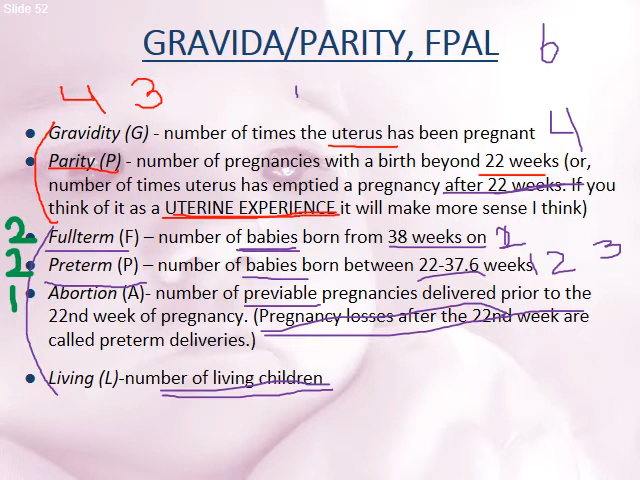 Slide 52
GRAVIDA/PARITY, FPAL
6
4 3
Gravidity (G) - number of times the uterus has been pregnant 4
Parity (P) - number of pregnancies with a birth beyond 22 weeks (or,
number of times uterus has emptied a pregnancy after 22 weeks. If you
think of it as a UTERINE EXPERIENCE it will make more sense I think)
2 Fullterm (F) – number of babies born from 38 weeks on
2 Preterm (P) – number of babies born between 22-37.6 weeks 1 2 3
1 Abortion (A)- number of previable pregnancies delivered prior to the
22nd week of pregnancy. (Pregnancy losses after the 22nd week are
called preterm deliveries.)
Living (L)-number of living children